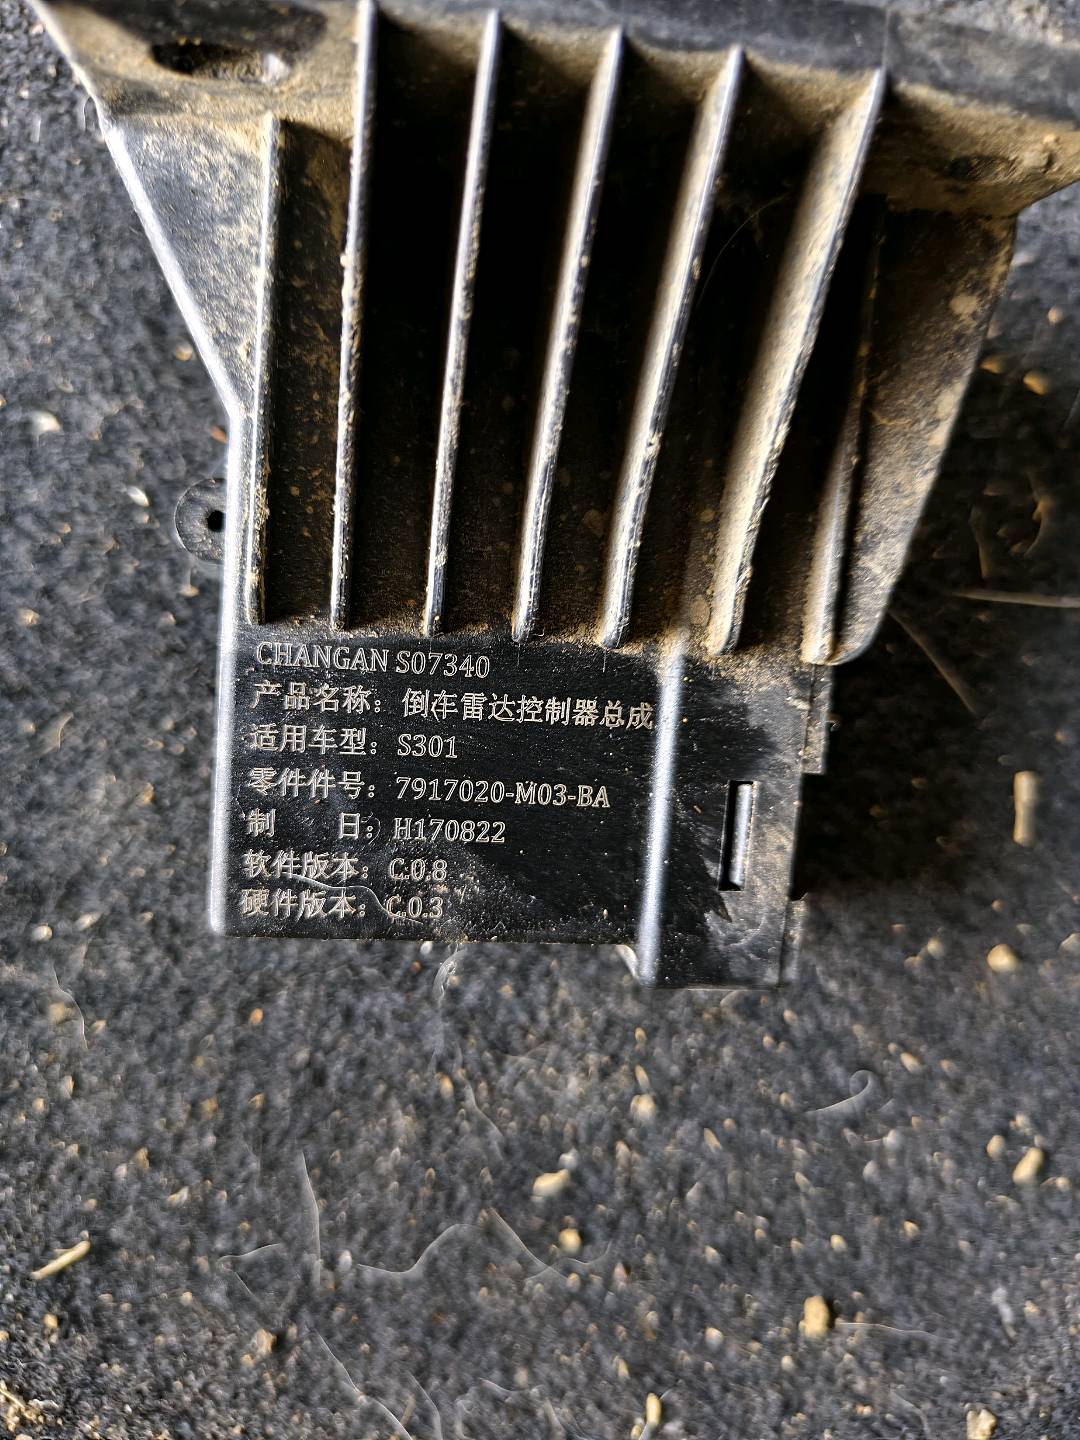 CHANGAN S07340
产品名称：倒车雷达控制器总成
适用车型：S301
零件件号：7917020-M03-BA
制　　日：H170822
软件版本：C.0.8
硬件版本：C.0.3